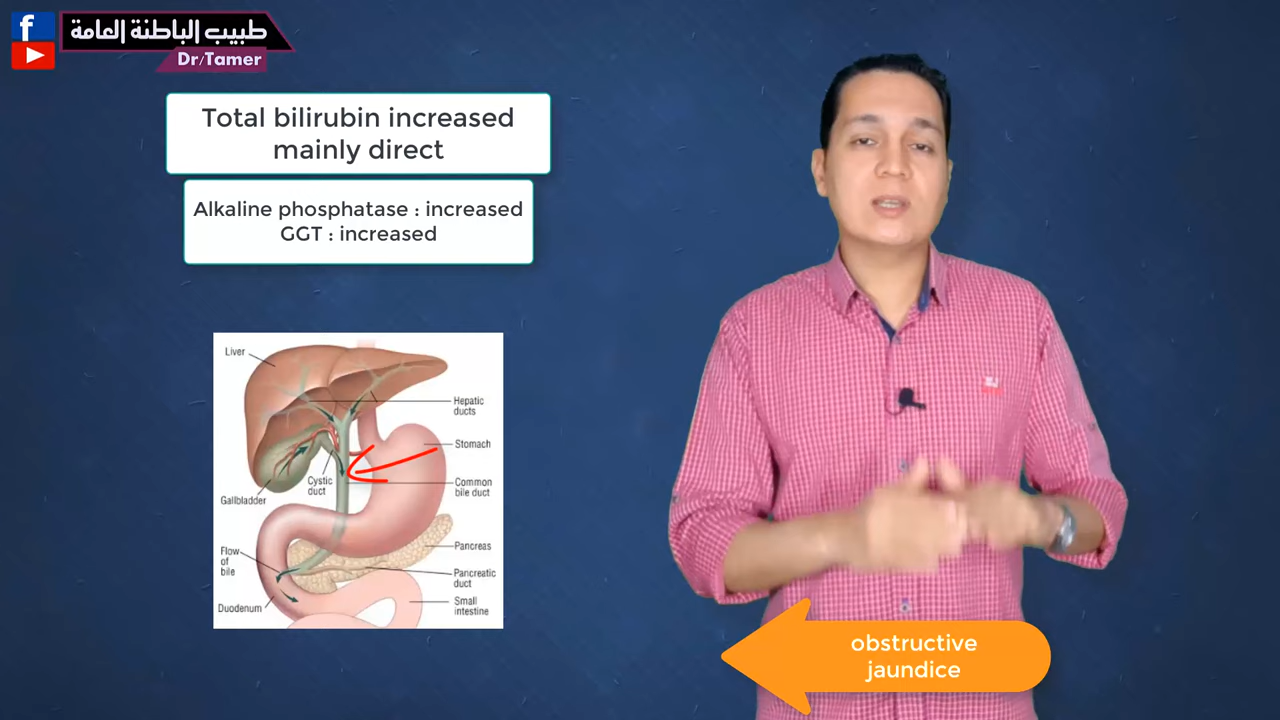 f
طبيب الباطنة العامة
Dr/Tamer
Total bilirubin increased
mainly direct
Alkaline phosphatase : increased
GGT : increased
Liver
Hepatic
ducts
Stomach
Cystic
duct
Common
bile duct
Gallbladder
Flow
of
bile
Pancreas
Pancreatic
duct
Duodenum
Small
intestine
obstructive
jaundice